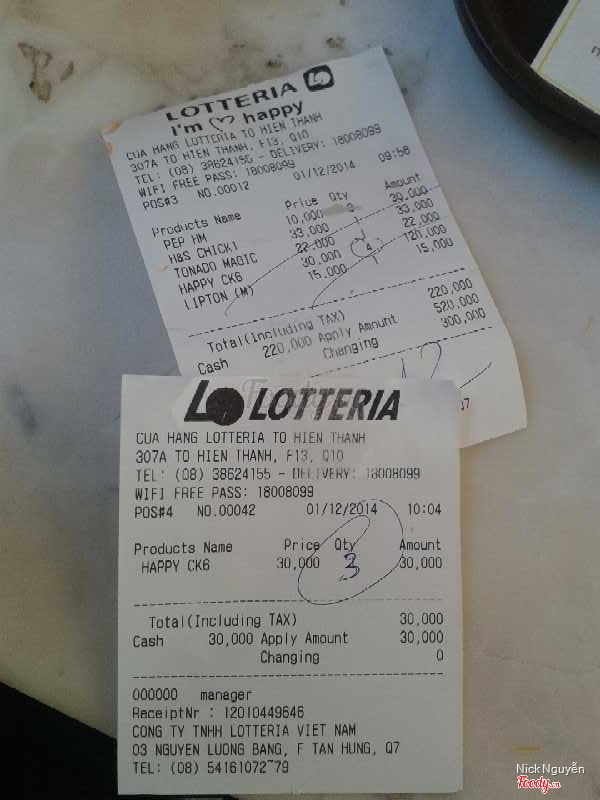 LOTTERIA
i'm happy
CUA HANG LOTTERIA TO HIEN THANH
307A TO HIEN THANH, F13, Q10
TEL: (08) 38624155 - DELIVERY: 18008099
WIFI FREE PASS: 18008099
POS#3 NO.00012 01/12/2014 09:56
Products Name Price Qty Amount
PEP HM 10,000 3 30,000
H&S CHICK1 33,000 1 33,000
TONADO MAGIC 22,000 22,000
HAPPY CK6 30,000 4 120,000
LIPTON (M) 15,000 1 15,000
Total(Including TAX) 220,000
Cash 220,000 Apply Amount 520,000
Changing 300,000
LOTTERIA
CUA HANG LOTTERIA TO HIEN THANH
307A TO HIEN THANH, F13, Q10
TEL: (08) 38624155 - DELIVERY: 18008099
WIFI FREE PASS: 18008099
POS#4 NO.00042 01/12/2014 10:04
Products Name Price Qty Amount
HAPPY CK6 30,000 3 30,000
Total(Including TAX) 30,000
Cash 30,000 Apply Amount 30,000
Changing 0
000000 manager
ReceiptNr : 12010449646
CONG TY TNHH LOTTERIA VIET NAM
03 NGUYEN LUONG BANG, F TAN HUNG, Q7
TEL: (08) 54161072~79
Nick Nguyễn
Foody.vn